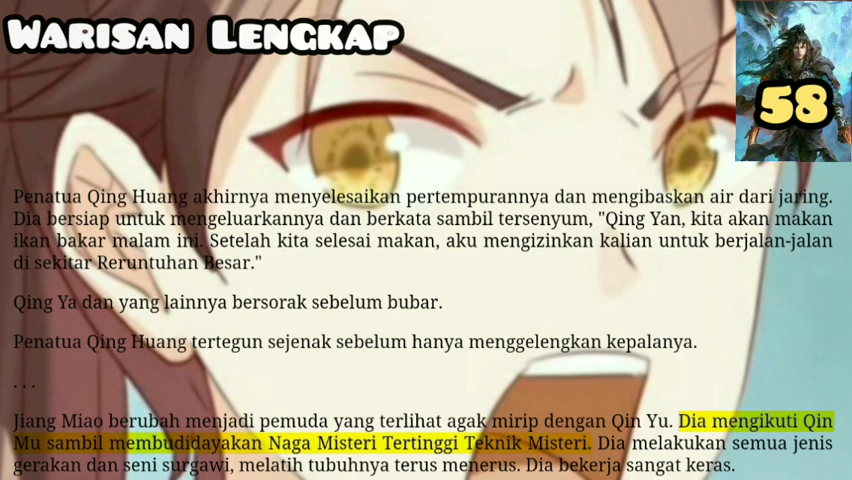 Warisan Lengkap
58
Penatua Qing Huang akhirnya menyelesaikan pertempurannya dan mengibaskan air dari jaring.
Dia bersiap untuk mengeluarkannya dan berkata sambil tersenyum, "Qing Yan, kita akan makan
ikan bakar malam ini. Setelah kita selesai makan, aku mengizinkan kalian untuk berjalan-jalan
di sekitar Reruntuhan Besar."
Qing Ya dan yang lainnya bersorak sebelum bubar.
Penatua Qing Huang tertegun sejenak sebelum hanya menggelengkan kepalanya.
. . .
Jiang Miao berubah menjadi pemuda yang terlihat agak mirip dengan Qin Yu. Dia mengikuti Qin
Mu sambil membudidayakan Naga Misteri Tertinggi Teknik Misteri. Dia melakukan semua jenis
gerakan dan seni surgawi, melatih tubuhnya terus menerus. Dia bekerja sangat keras.